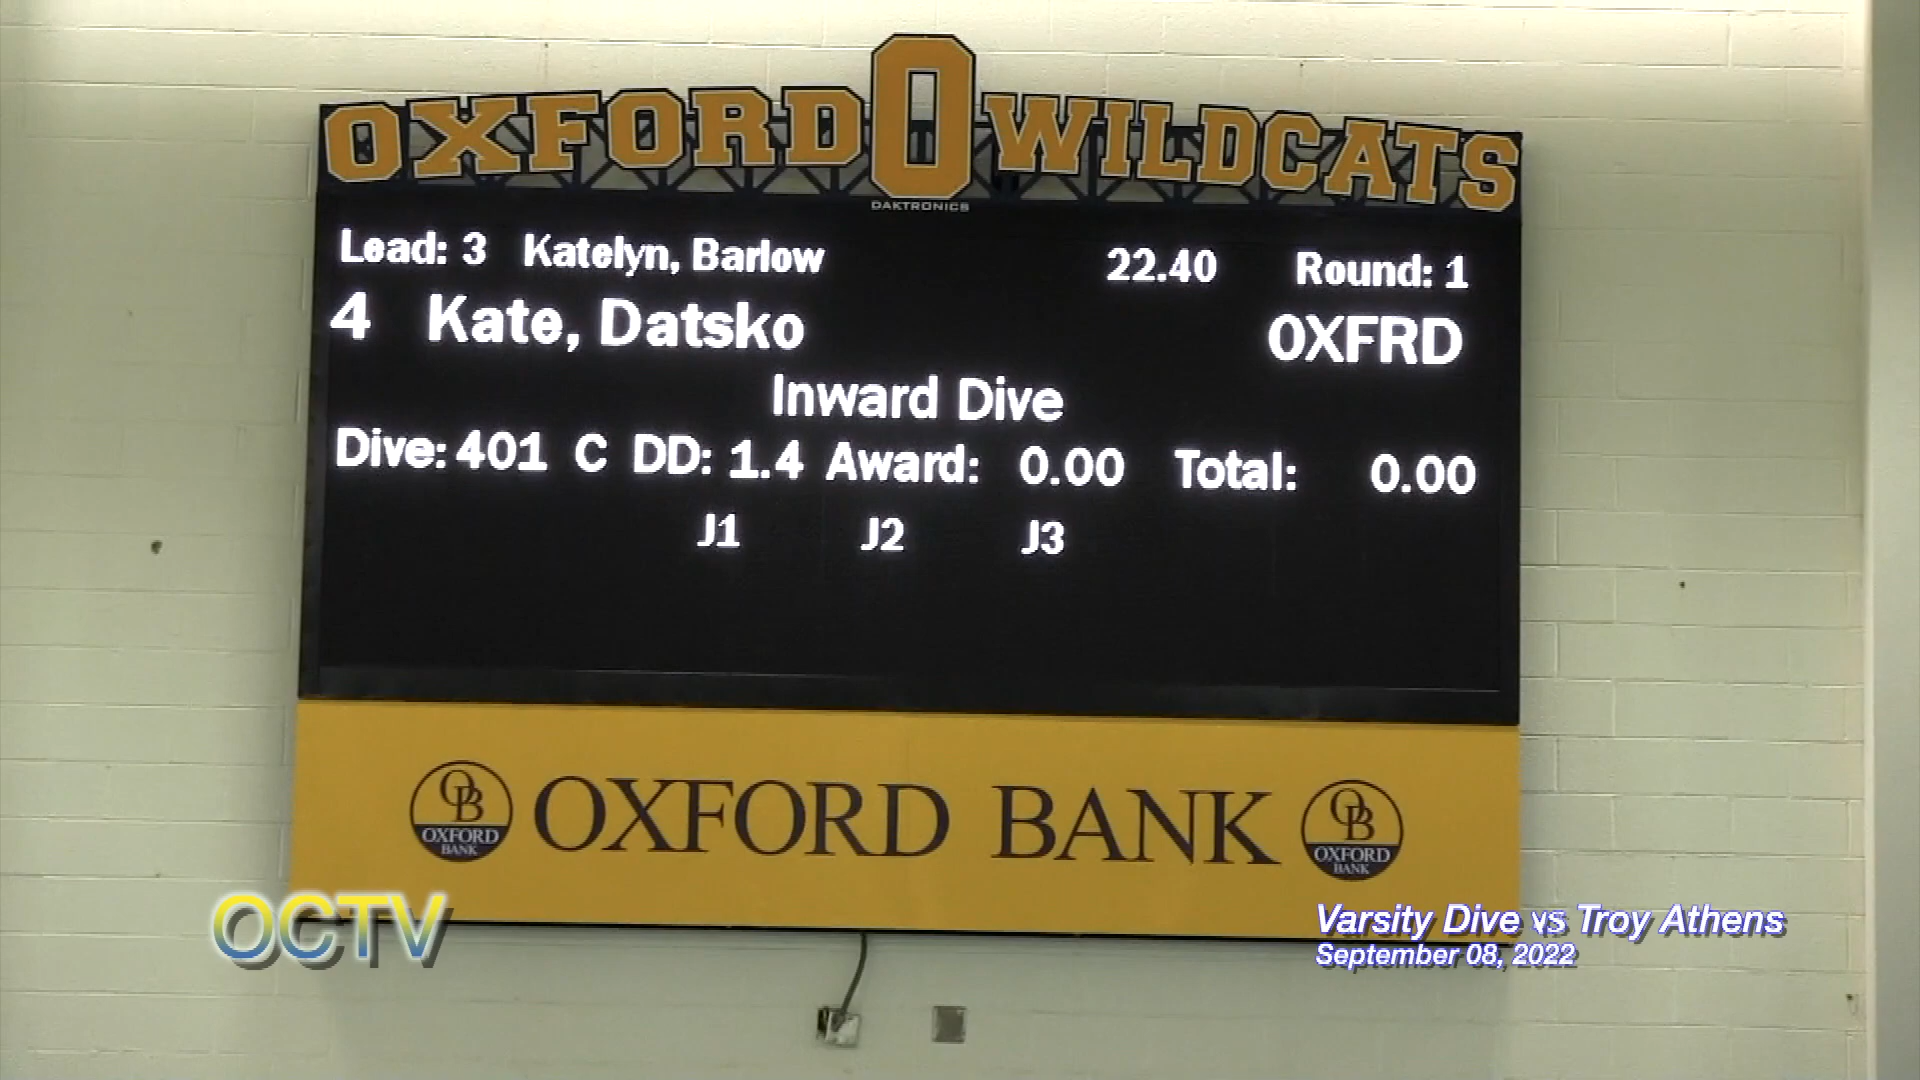 OXFORD O WILDCATS
DAKTRONICS
Lead: 3 Katelyn, Barlow 22.40 Round: 1
4 Kate, Datsko OXFRD
Inward Dive
Dive: 401 C DD: 1.4 Award: 0.00 Total: 0.00
J1 J2 J3
OB
OXFORD
BANK
OXFORD BANK
OB
OXFORD
BANK
OCTV
Varsity Dive vs Troy Athens
September 08, 2022